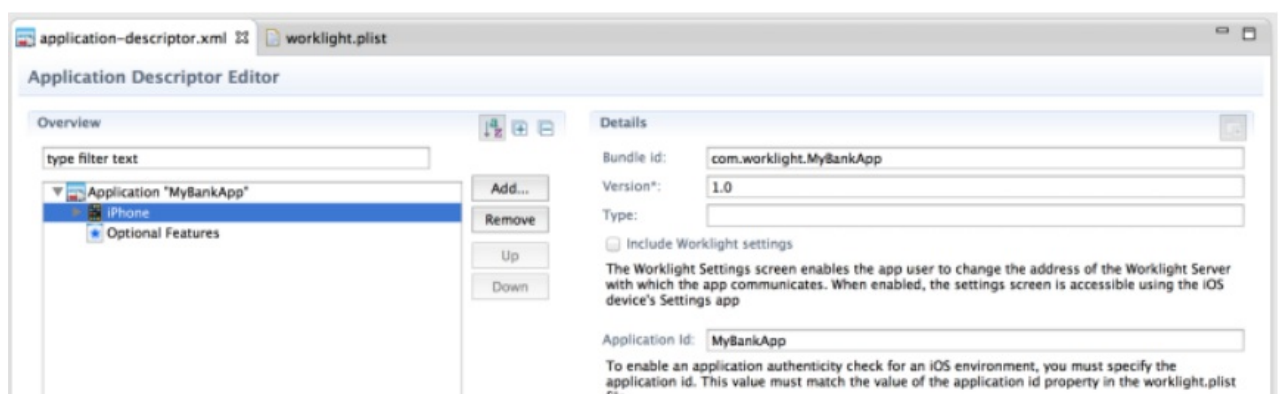 application-descriptor.xml
worklight.plist
Application Descriptor Editor
Overview
type filter text
Application "MyBankApp"
iPhone
Optional Features
Add...
Remove
Up
Down
Details
Bundle id: com.worklight.MyBankApp
Version*: 1.0
Type:
Include Worklight settings
The Worklight Settings screen enables the app user to change the address of the Worklight Server
with which the app communicates. When enabled, the settings screen is accessible using the iOS
device's Settings app
Application Id: MyBankApp
To enable an application authenticity check for an iOS environment, you must specify the
application id. This value must match the value of the application id property in the worklight.plist